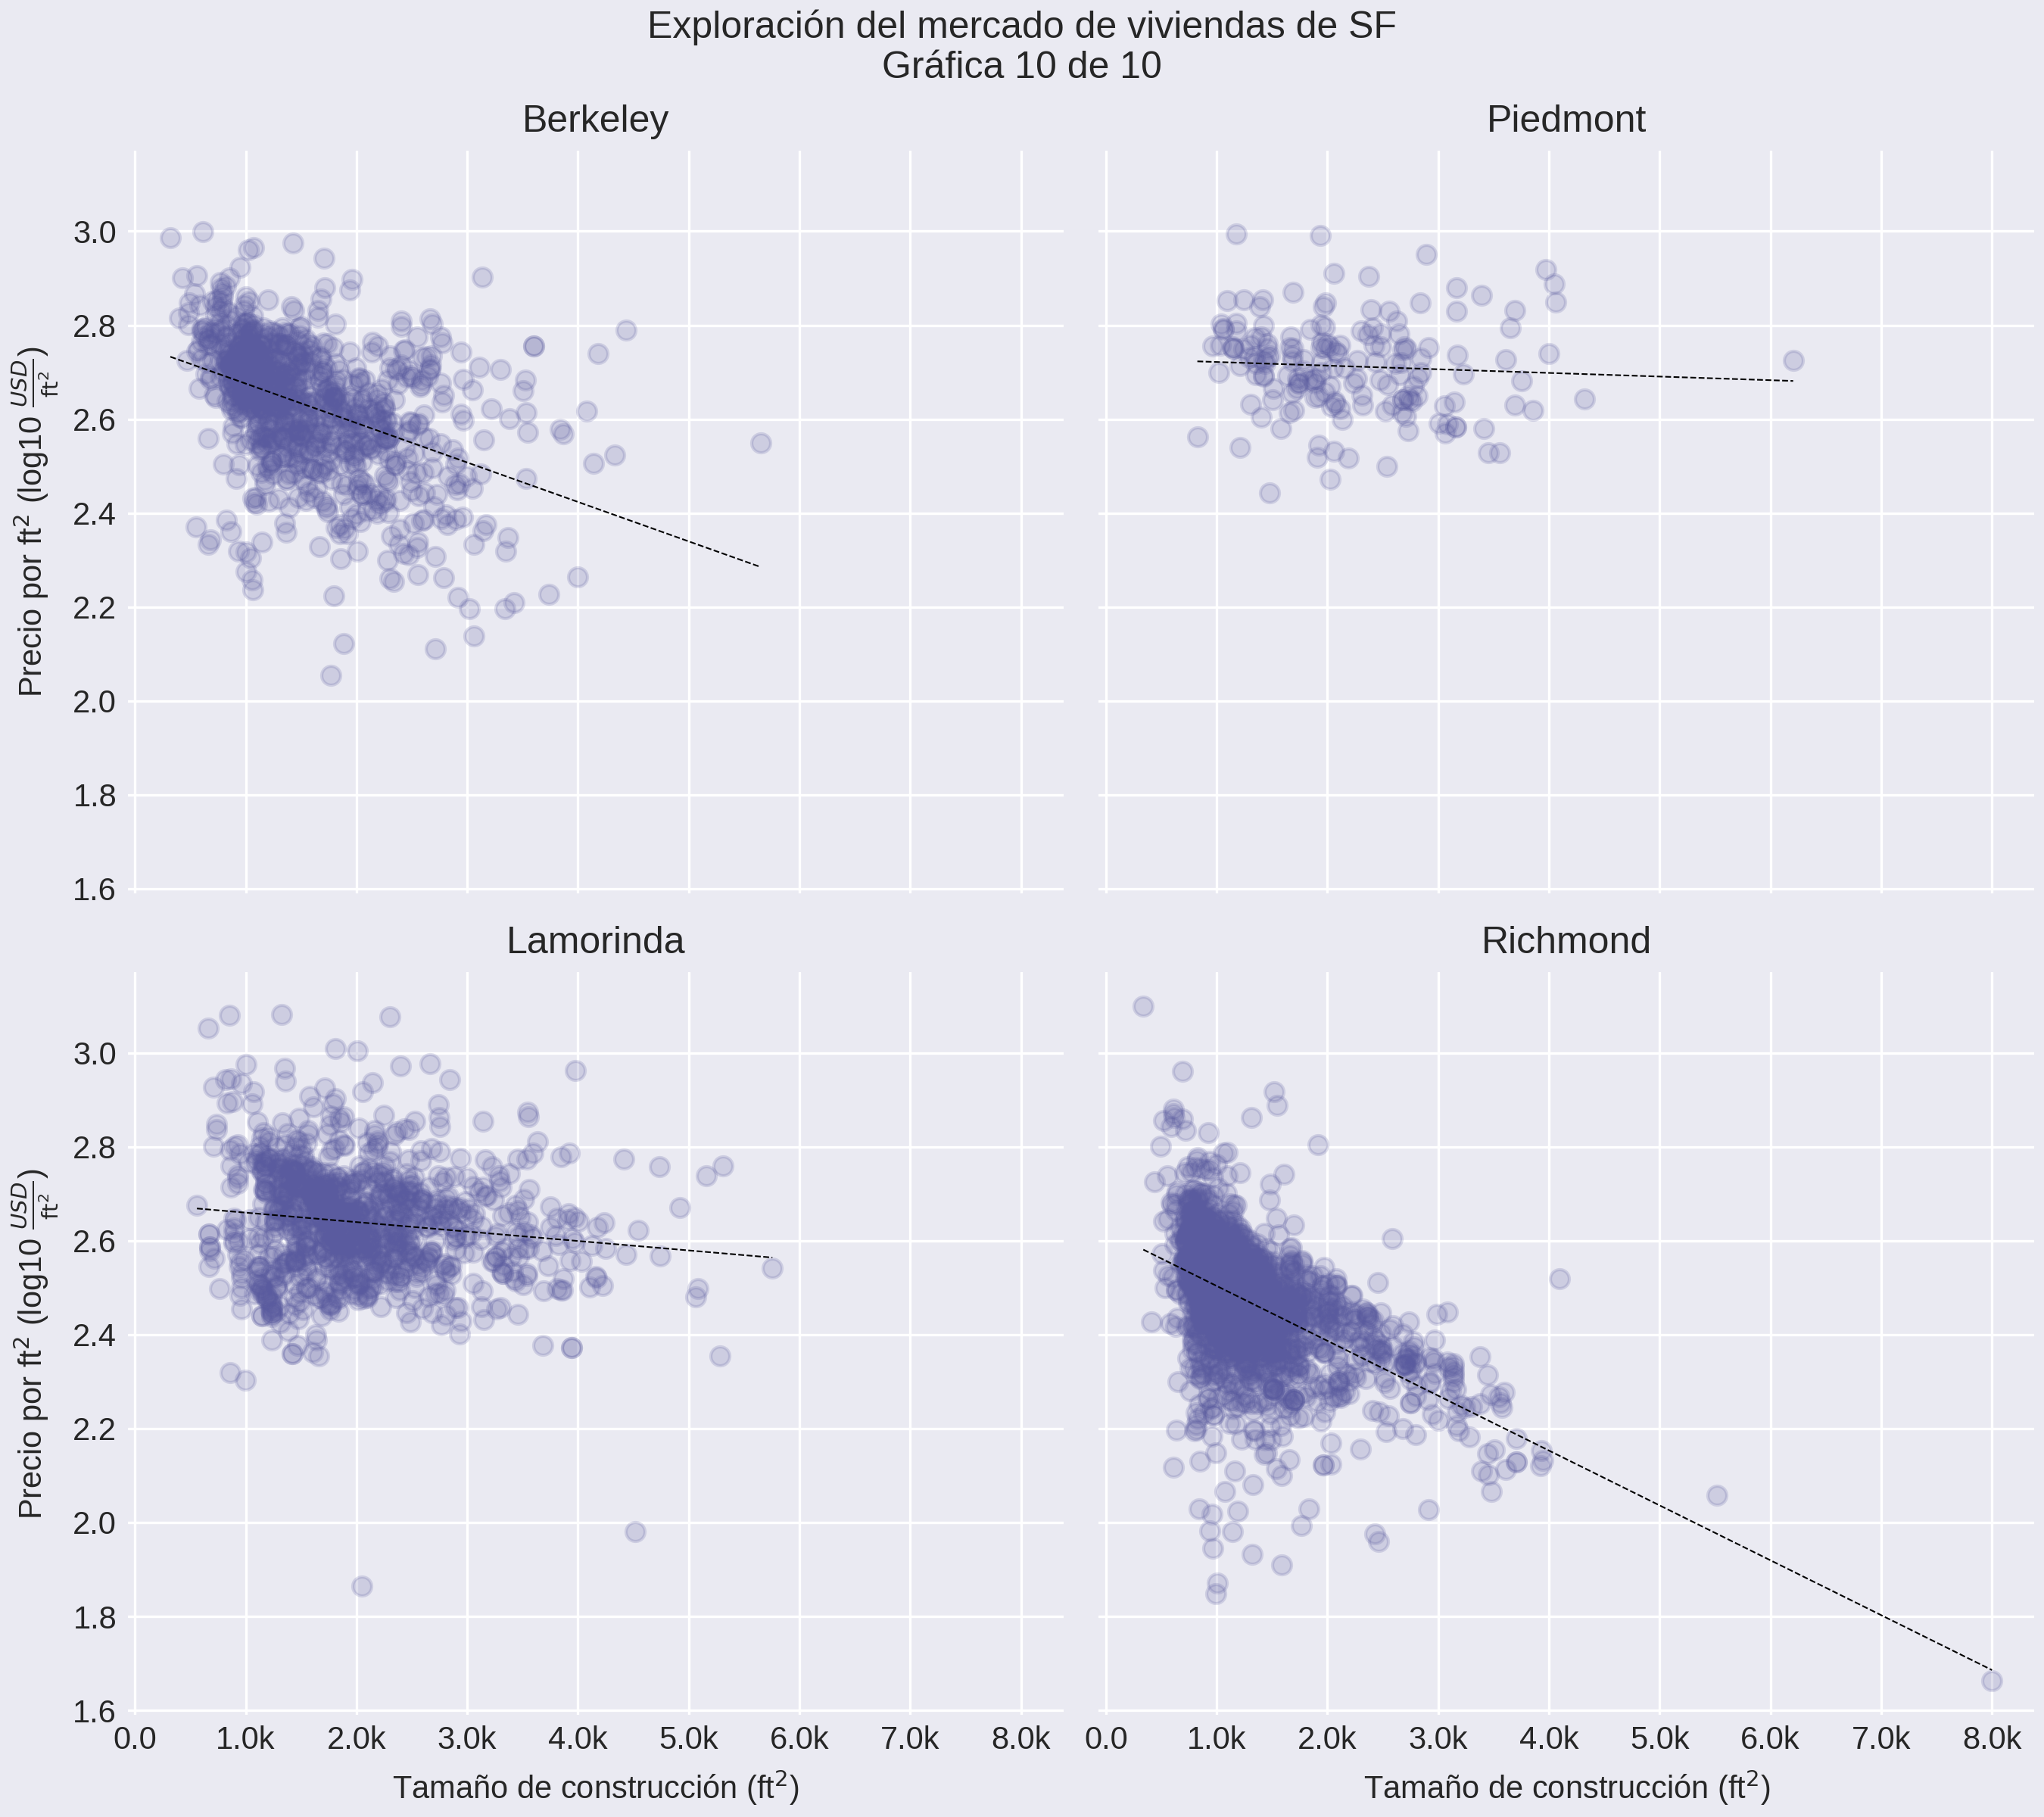 Exploración del mercado de viviendas de SF
Gráfica 10 de 10
Berkeley
Piedmont
Precio por ft² (log10 USD/ft²)
3.0
2.8
2.6
2.4
2.2
2.0
1.8
1.6
Lamorinda
Richmond
Precio por ft² (log10 USD/ft²)
3.0
2.8
2.6
2.4
2.2
2.0
1.8
1.6
0.0 1.0k 2.0k 3.0k 4.0k 5.0k 6.0k 7.0k 8.0k
0.0 1.0k 2.0k 3.0k 4.0k 5.0k 6.0k 7.0k 8.0k
Tamaño de construcción (ft²)
Tamaño de construcción (ft²)